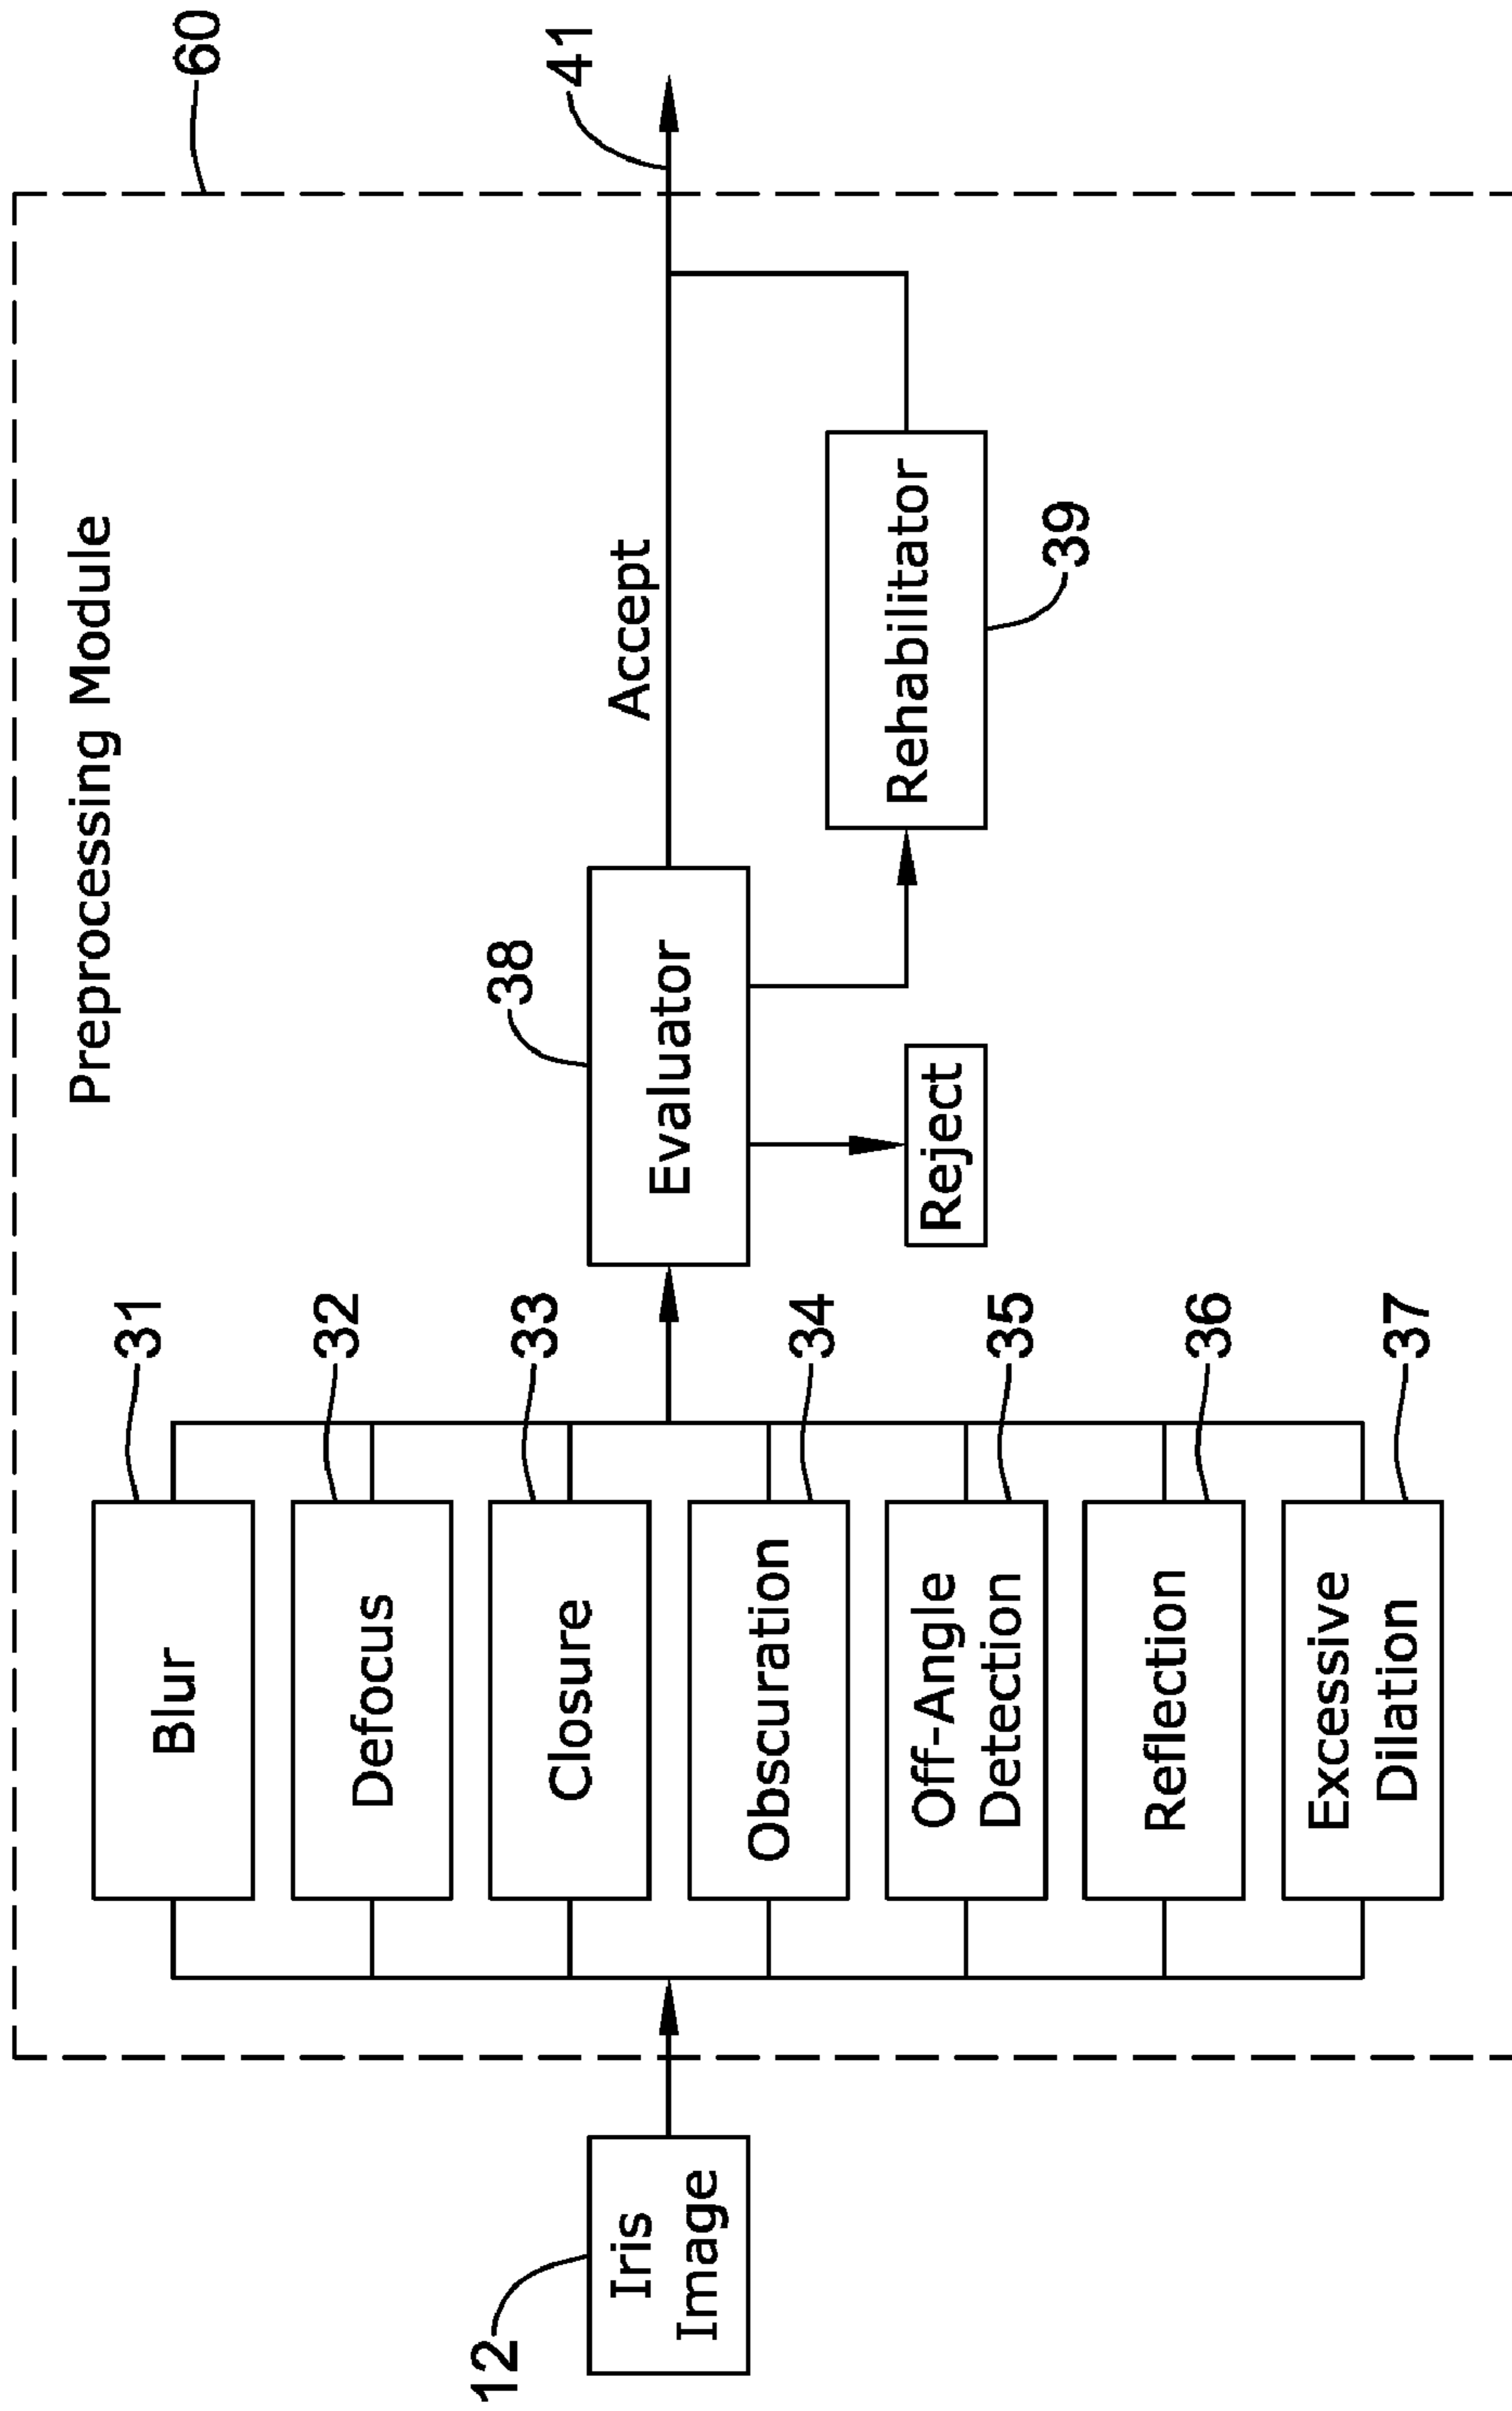 Preprocessing Module
60
12
Iris
Image
Blur
31
Defocus
32
Closure
33
Obscuration
34
Off-Angle
Detection
35
Reflection
36
Excessive
Dilation
37
38
Evaluator
Reject
Accept
Rehabilitator
39
41